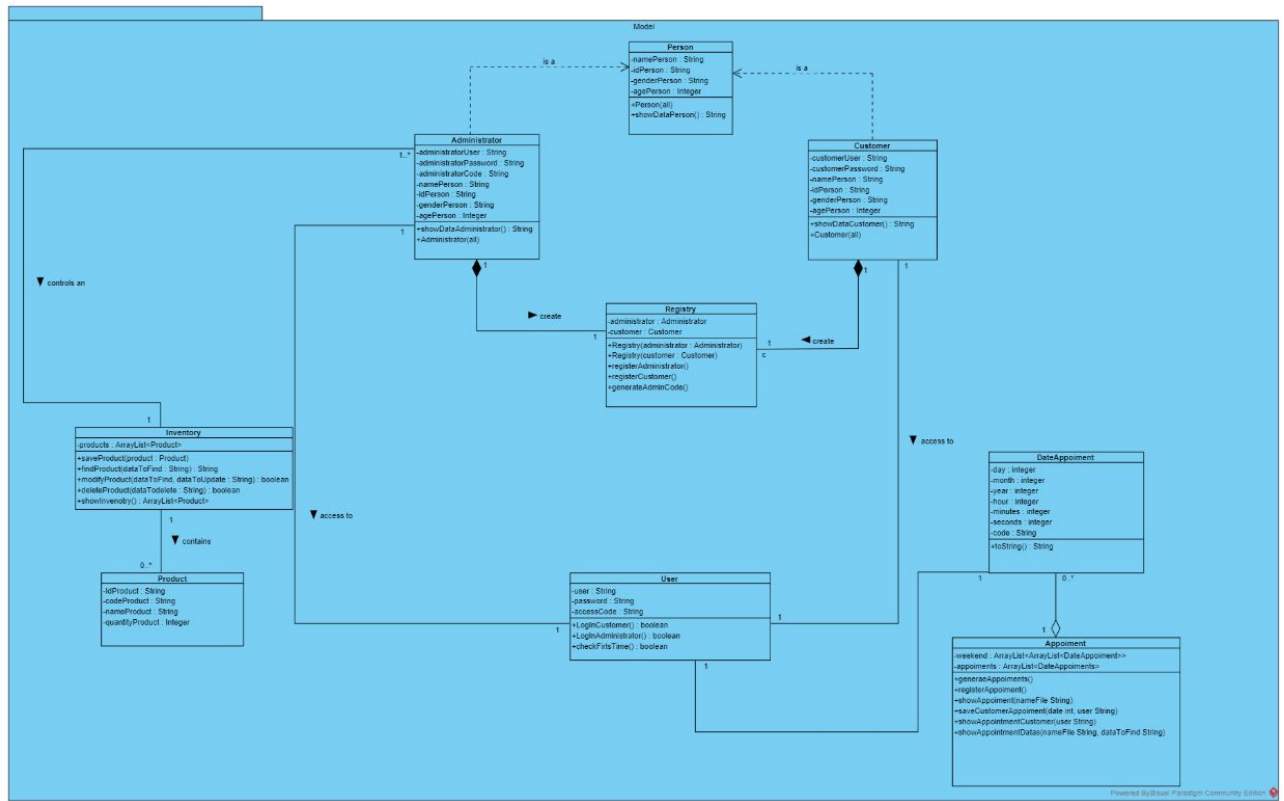 Model
Person
-namePerson : String
-idPerson : String
-genderPerson : String
-agePerson : Integer
+Person(all)
+showDataPerson() : String
is a
is a
Administrator
-administratorUser : String
-administratorPassword : String
-administratorCode : String
-namePerson : String
-idPerson : String
-genderPerson : String
-agePerson : Integer
+showDataAdministrator() : String
+Administrator(all)
1..*
1
1
Customer
-customerUser : String
-customerPassword : String
-namePerson : String
-idPerson : String
-genderPerson : String
-agePerson : Integer
+showDataCustomer() : String
+Customer(all)
1
1
controls an
create
create
Registry
-administrator : Administrator
-customer : Customer
+Registry(administrator : Administrator)
+Registry(customer : Customer)
+registerAdministrator()
+registerCustomer()
+generateAdminCode()
1
1
c
1
Inventory
-products : ArrayList<Product>
+saveProduct(product : Product)
+findProduct(dataToFind : String) : String
+modifyProduct(dataToFind, dataToUpdate : String) : boolean
+deleteProduct(dataTodelete : String) : boolean
+showInvenoby() : ArrayList<Product>
1
contains
0..*
Product
-idProduct : String
-codeProduct : String
-nameProduct : String
-quantityProduct : Integer
access to
access to
User
-user : String
-password : String
-accessCode : String
+LogInCustomer() : boolean
+LogInAdministrator() : boolean
+checkFirtsTime() : boolean
1
1
1
DateAppoiment
-day : integer
-month : integer
-year : integer
-hour : integer
-minutes : integer
-seconds : integer
-code : String
+toString() : String
1
0..*
1
Appoiment
-weekend : ArrayList<ArrayList<DateAppoiment>>
-appoiments : ArrayList<DateAppoiments>
+generaeAppoiments()
+registerAppoiment()
+showAppoiment(nameFile String)
+saveCustomerAppoiment(date int, user String)
+showAppointmentCustomer(user String)
+showAppointmentDatas(nameFile String, dataToFind String)
Powered By Visual Paradigm Community Edition